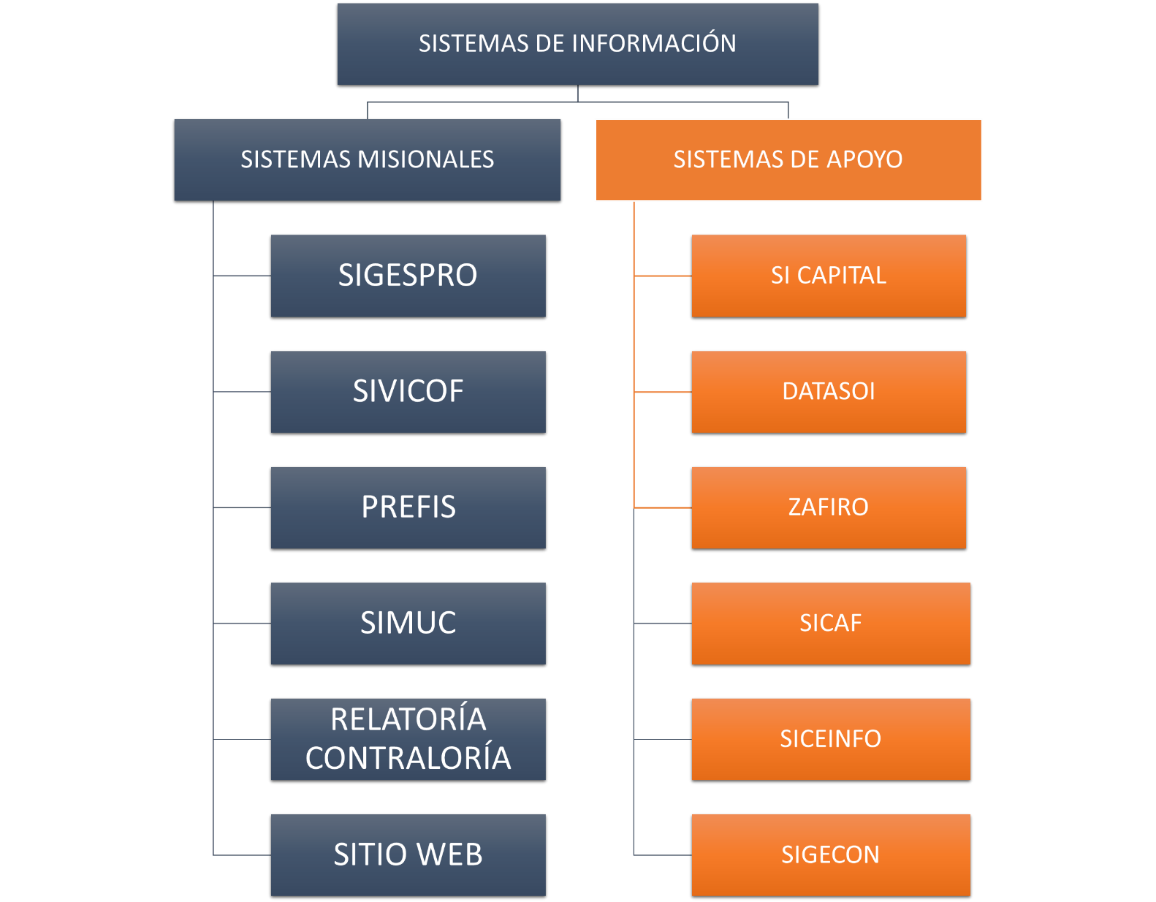 SISTEMAS DE INFORMACIÓN
SISTEMAS MISIONALES
SIGESPRO
SIVICOF
PREFIS
SIMUC
RELATORÍA
CONTRALORÍA
SITIO WEB
SISTEMAS DE APOYO
SI CAPITAL
DATASOI
ZAFIRO
SICAF
SICEINFO
SIGECON